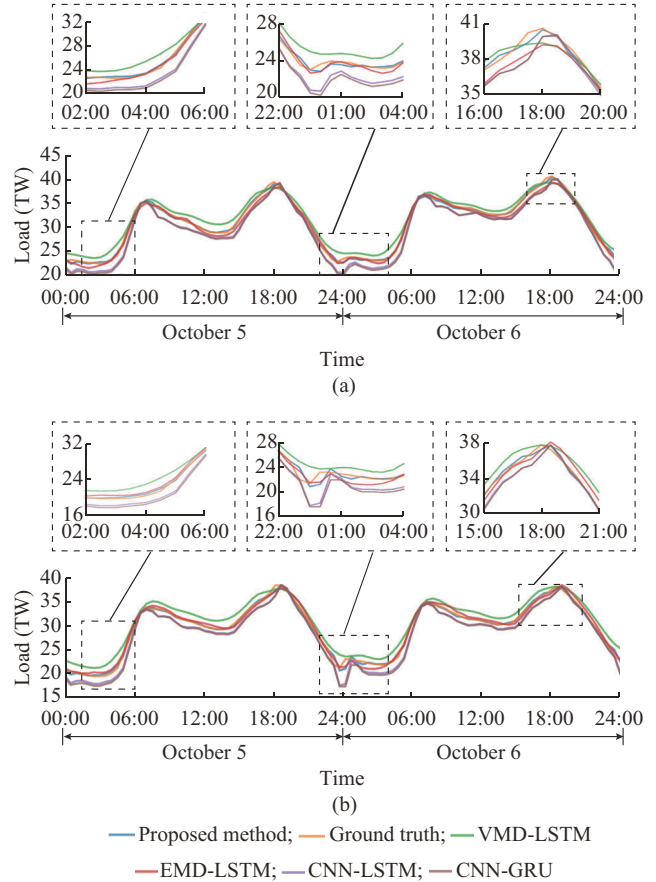 32
28
24
20
02:00 04:00 06:00
28
26
24
22
20
22:00 01:00 04:00
41
39
37
35
16:00 18:00 20:00
Load (TW)
45
40
35
30
25
20
00:00 06:00 12:00 18:00 24:00 06:00 12:00 18:00 24:00
October 5 October 6
Time
(a)
32
24
16
02:00 04:00 06:00
28
24
20
16
22:00 01:00 04:00
38
34
30
15:00 18:00 21:00
Load (TW)
40
35
30
25
20
15
00:00 06:00 12:00 18:00 24:00 06:00 12:00 18:00 24:00
October 5 October 6
Time
(b)
Proposed method; Ground truth; VMD-LSTM
EMD-LSTM; CNN-LSTM; CNN-GRU